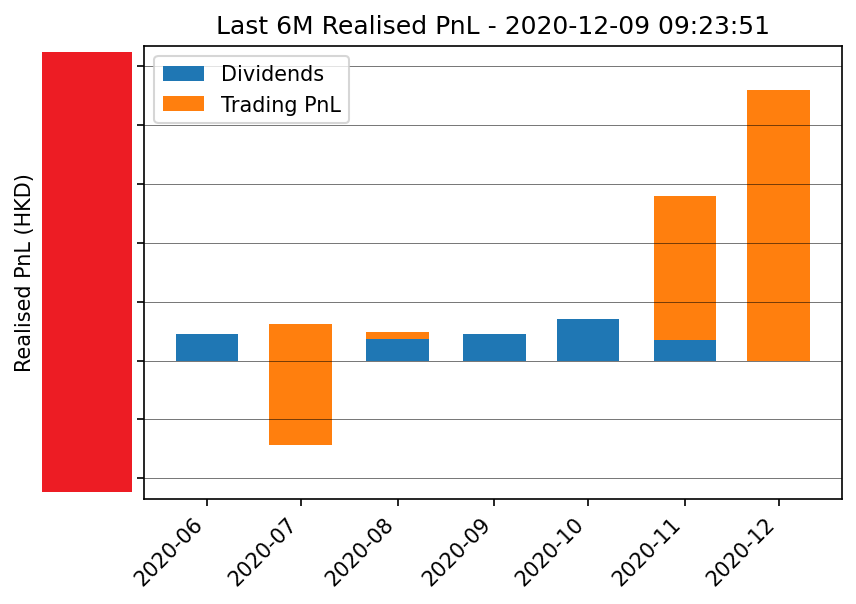 Last 6M Realised PnL - 2020-12-09 09:23:51
Dividends
Trading PnL
Realised PnL (HKD)
2020-06
2020-07
2020-08
2020-09
2020-10
2020-11
2020-12